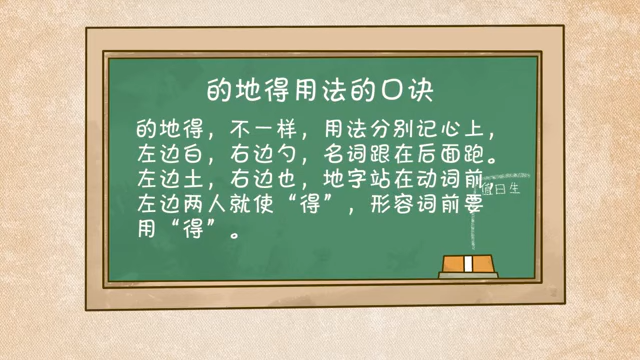 的地得用法的口诀
的地得，不一样，用法分别记心上，
左边白，右边勺，名词跟在后面跑。
左边土，右边也，地字站在动词前，
左边两人就使“得”，形容词前要
用“得”。
值日生